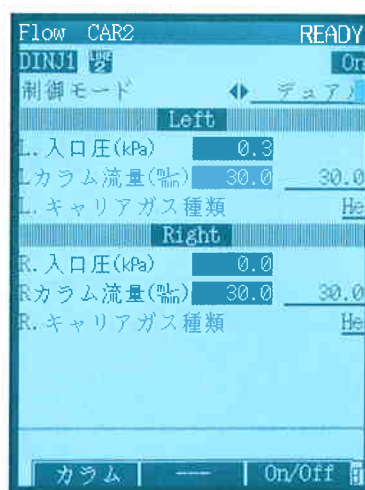 Flow CAR2 READY
DINJ1 On
制御モード デュアル
Left
L.入口圧(kPa) 0.3
Lカラム流量(mL/min) 30.0 30.0
L.キャリアガス種類 He
Right
R.入口圧(kPa) 0.0
Rカラム流量(mL/min) 30.0 30.0
R.キャリアガス種類 He
カラム --- On/Off